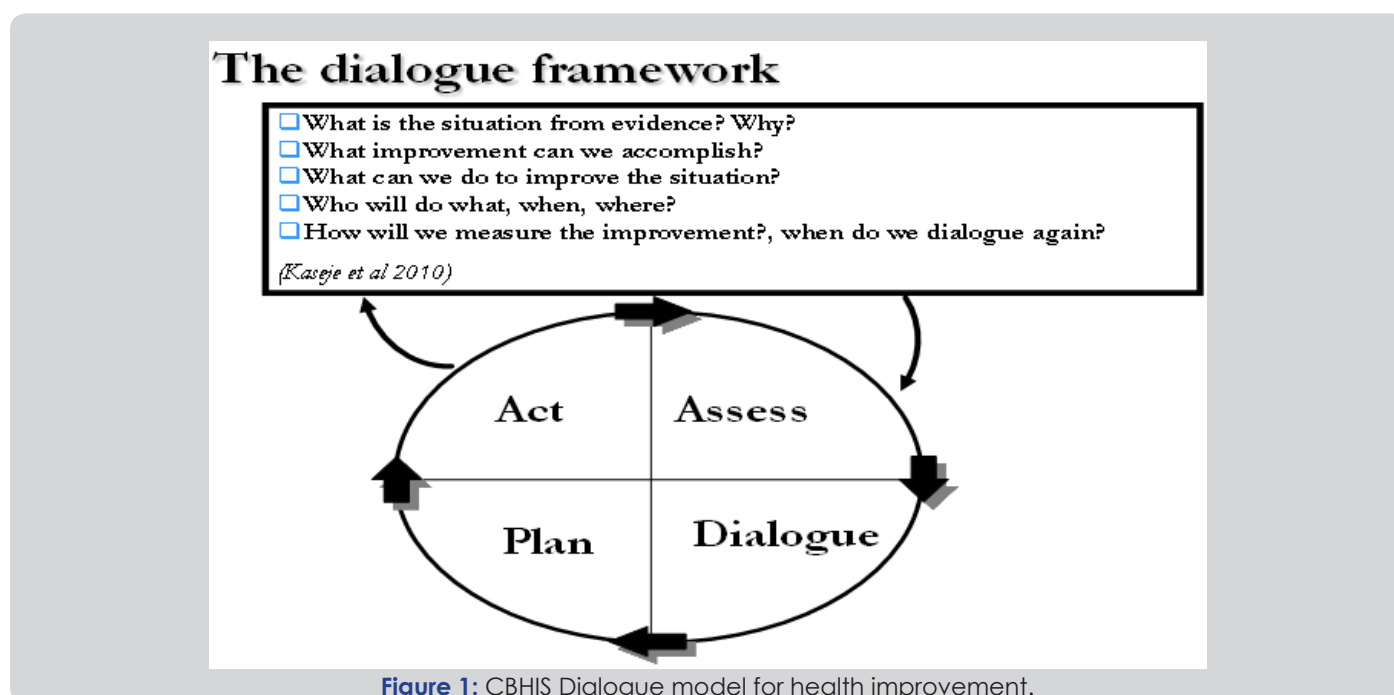 The dialogue framework
What is the situation from evidence? Why?
What improvement can we accomplish?
What can we do to improve the situation?
Who will do what, when, where?
How will we measure the improvement?, when do we dialogue again?
(Kaseje et al 2010)
Act
Assess
Plan
Dialogue
Figure 1: CBHIS Dialogue model for health improvement.